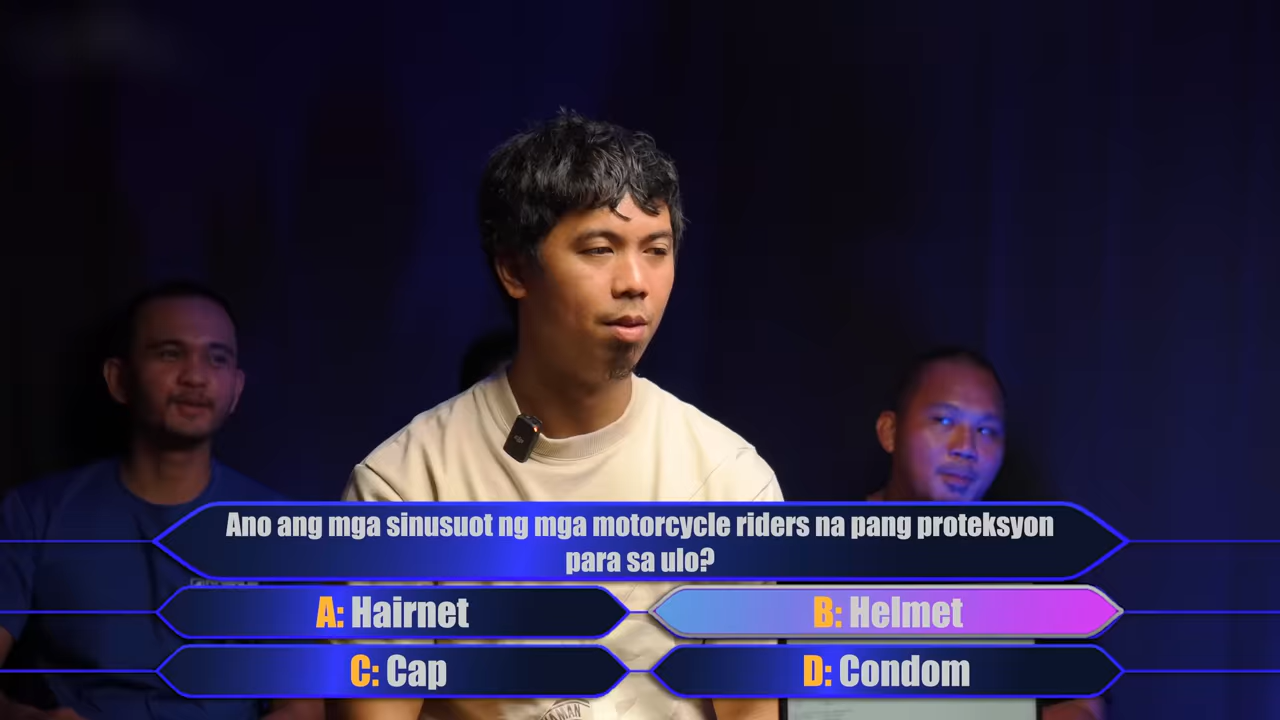 Ano ang mga sinusuot ng mga motorcycle riders na pang proteksyon
para sa ulo?
A: Hairnet
B: Helmet
C: Cap
D: Condom